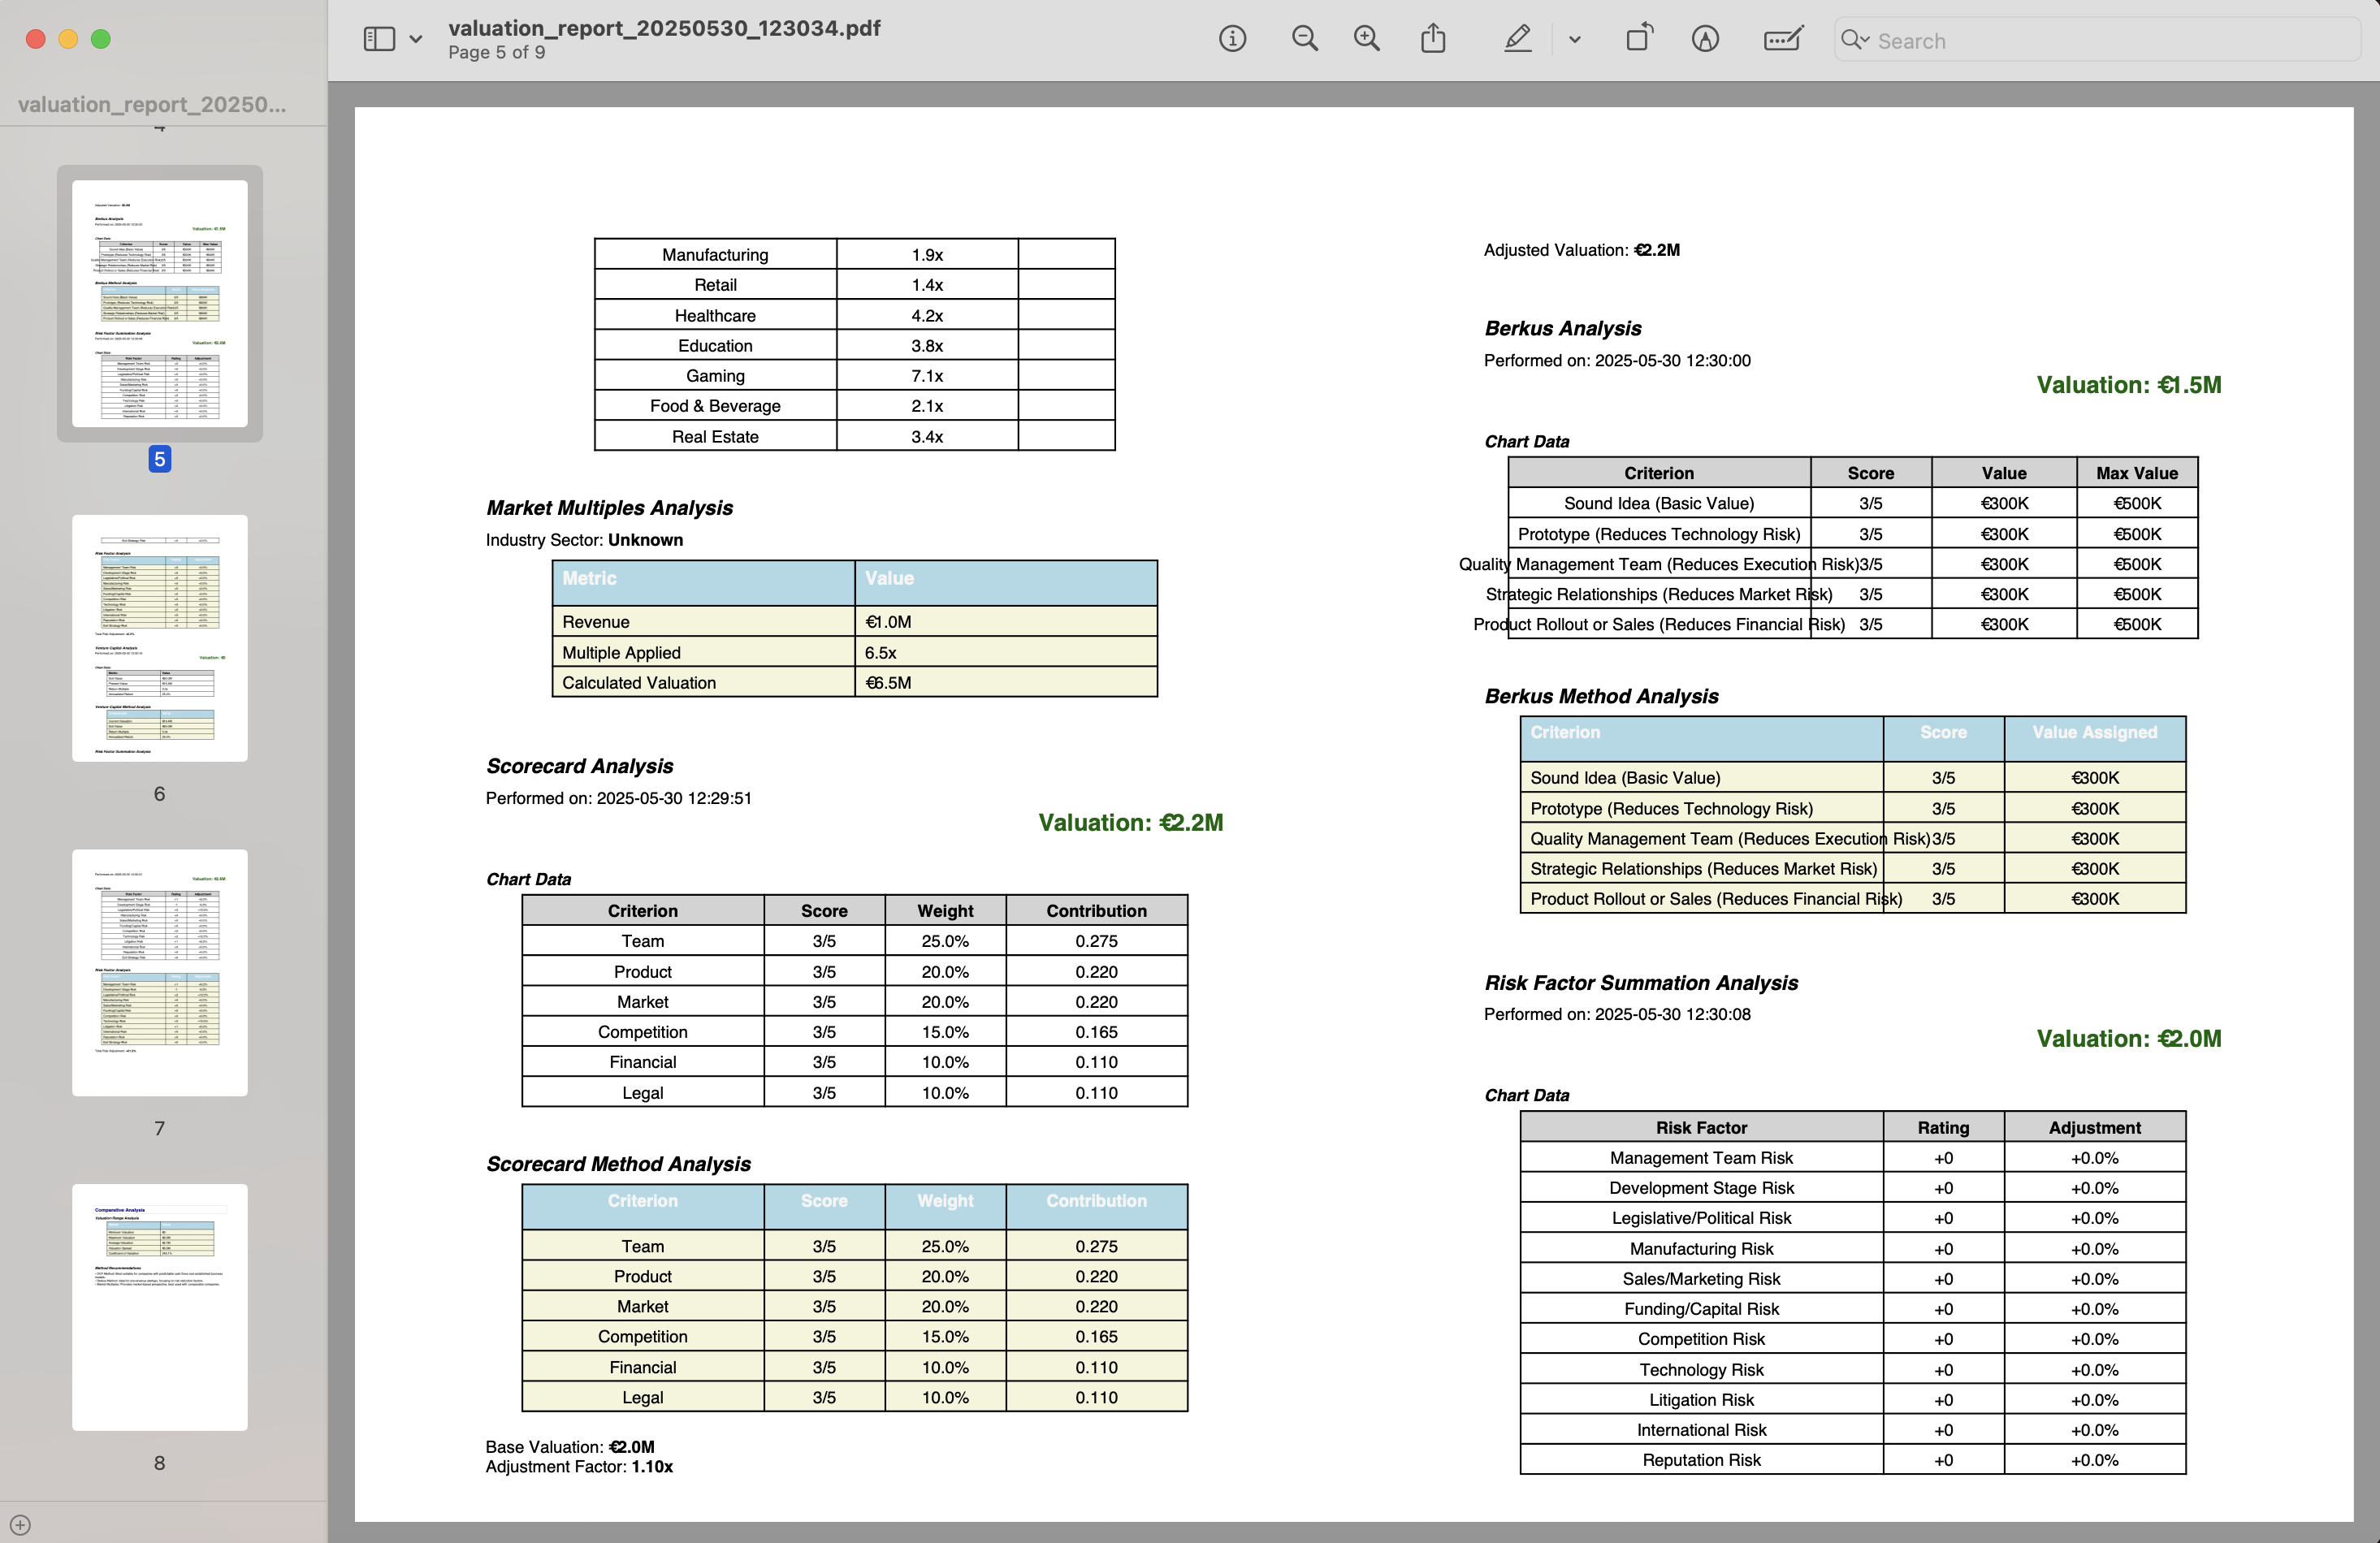 valuation_report_20250530_123034.pdf
Page 5 of 9
Search
valuation_report_20250...
4
5
6
7
8
Manufacturing 1.9x
Retail 1.4x
Healthcare 4.2x
Education 3.8x
Gaming 7.1x
Food & Beverage 2.1x
Real Estate 3.4x
Market Multiples Analysis
Industry Sector: Unknown
Metric Value
Revenue €1.0M
Multiple Applied 6.5x
Calculated Valuation €6.5M
Scorecard Analysis
Performed on: 2025-05-30 12:29:51
Valuation: €2.2M
Chart Data
Criterion Score Weight Contribution
Team 3/5 25.0% 0.275
Product 3/5 20.0% 0.220
Market 3/5 20.0% 0.220
Competition 3/5 15.0% 0.165
Financial 3/5 10.0% 0.110
Legal 3/5 10.0% 0.110
Scorecard Method Analysis
Criterion Score Weight Contribution
Team 3/5 25.0% 0.275
Product 3/5 20.0% 0.220
Market 3/5 20.0% 0.220
Competition 3/5 15.0% 0.165
Financial 3/5 10.0% 0.110
Legal 3/5 10.0% 0.110
Base Valuation: €2.0M
Adjustment Factor: 1.10x
Adjusted Valuation: €2.2M
Berkus Analysis
Performed on: 2025-05-30 12:30:00
Valuation: €1.5M
Chart Data
Criterion Score Value Max Value
Sound Idea (Basic Value) 3/5 €300K €500K
Prototype (Reduces Technology Risk) 3/5 €300K €500K
Quality Management Team (Reduces Execution Risk) 3/5 €300K €500K
Strategic Relationships (Reduces Market Risk) 3/5 €300K €500K
Product Rollout or Sales (Reduces Financial Risk) 3/5 €300K €500K
Berkus Method Analysis
Criterion Score Value Assigned
Sound Idea (Basic Value) 3/5 €300K
Prototype (Reduces Technology Risk) 3/5 €300K
Quality Management Team (Reduces Execution Risk) 3/5 €300K
Strategic Relationships (Reduces Market Risk) 3/5 €300K
Product Rollout or Sales (Reduces Financial Risk) 3/5 €300K
Risk Factor Summation Analysis
Performed on: 2025-05-30 12:30:08
Valuation: €2.0M
Chart Data
Risk Factor Rating Adjustment
Management Team Risk +0 +0.0%
Development Stage Risk +0 +0.0%
Legislative/Political Risk +0 +0.0%
Manufacturing Risk +0 +0.0%
Sales/Marketing Risk +0 +0.0%
Funding/Capital Risk +0 +0.0%
Competition Risk +0 +0.0%
Technology Risk +0 +0.0%
Litigation Risk +0 +0.0%
International Risk +0 +0.0%
Reputation Risk +0 +0.0%